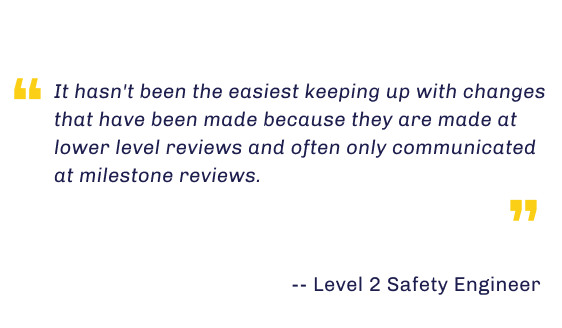 “ It hasn't been the easiest keeping up with changes
that have been made because they are made at
lower level reviews and often only communicated
at milestone reviews.
”
-- Level 2 Safety Engineer